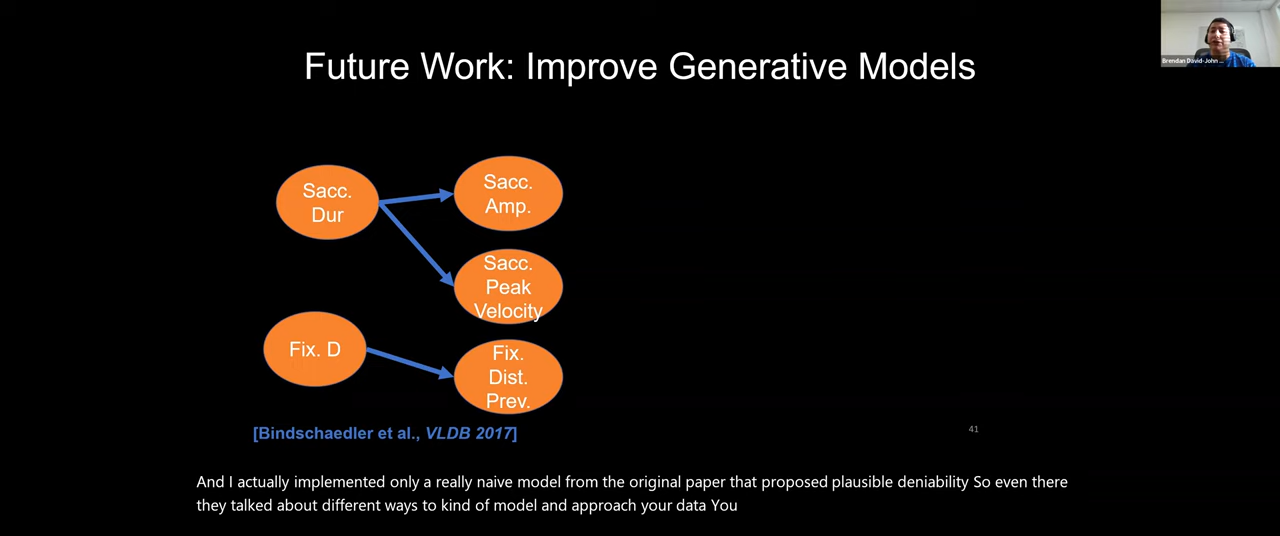 Future Work: Improve Generative Models
Brendan David-John ...
Sacc.
Dur
Sacc.
Amp.
Sacc.
Peak
Velocity
Fix. D
Fix.
Dist.
Prev.
[Bindschaedler et al., VLDB 2017]
41
And I actually implemented only a really naive model from the original paper that proposed plausible deniability So even there
they talked about different ways to kind of model and approach your data You